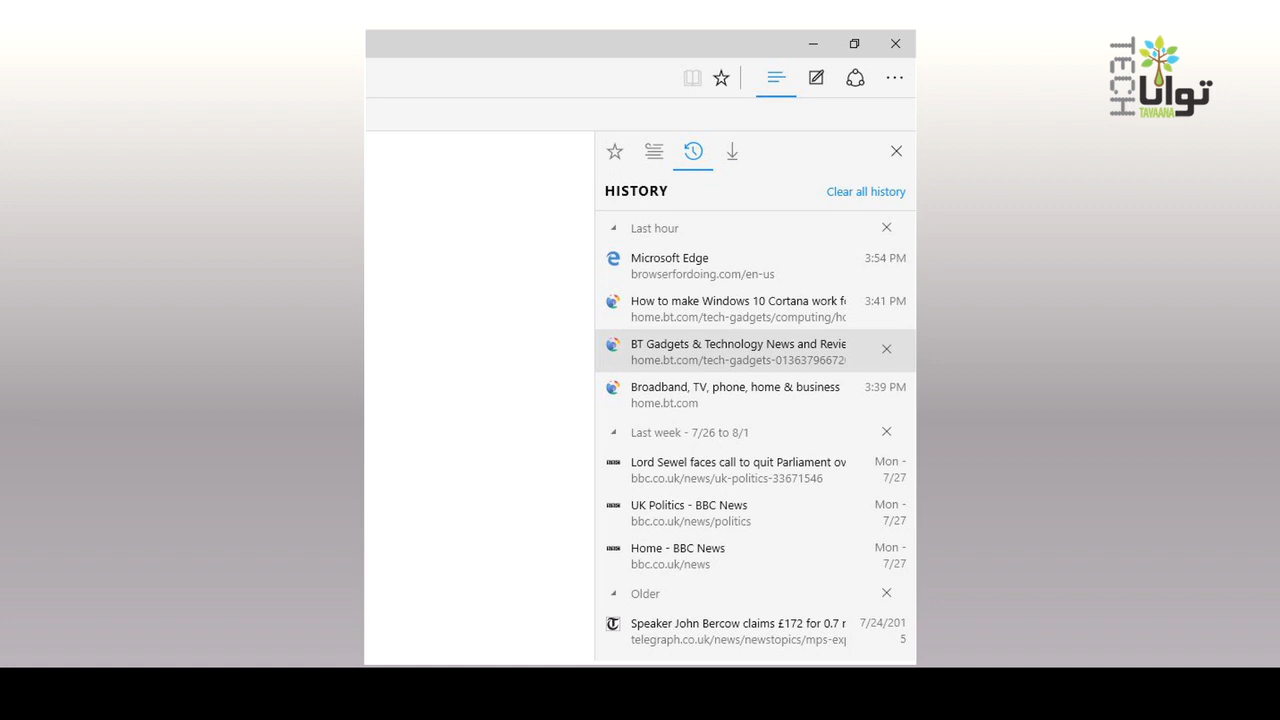 TECH
توانا
TAVAANA
HISTORY
Clear all history
Last hour
Microsoft Edge
3:54 PM
browserfordoing.com/en-us
How to make Windows 10 Cortana work fo
3:41 PM
home.bt.com/tech-gadgets/computing/ho
BT Gadgets & Technology News and Revie
home.bt.com/tech-gadgets-0136379667
Broadband, TV, phone, home & business
3:39 PM
home.bt.com
Last week - 7/26 to 8/1
Lord Sewel faces call to quit Parliament ov
Mon -
bbc.co.uk/news/uk-politics-33671546
7/27
UK Politics - BBC News
Mon -
bbc.co.uk/news/politics
7/27
Home - BBC News
Mon -
bbc.co.uk/news
7/27
Older
Speaker John Bercow claims £172 for 0.7 r
7/24/201
telegraph.co.uk/news/newstopics/mps-exp
5